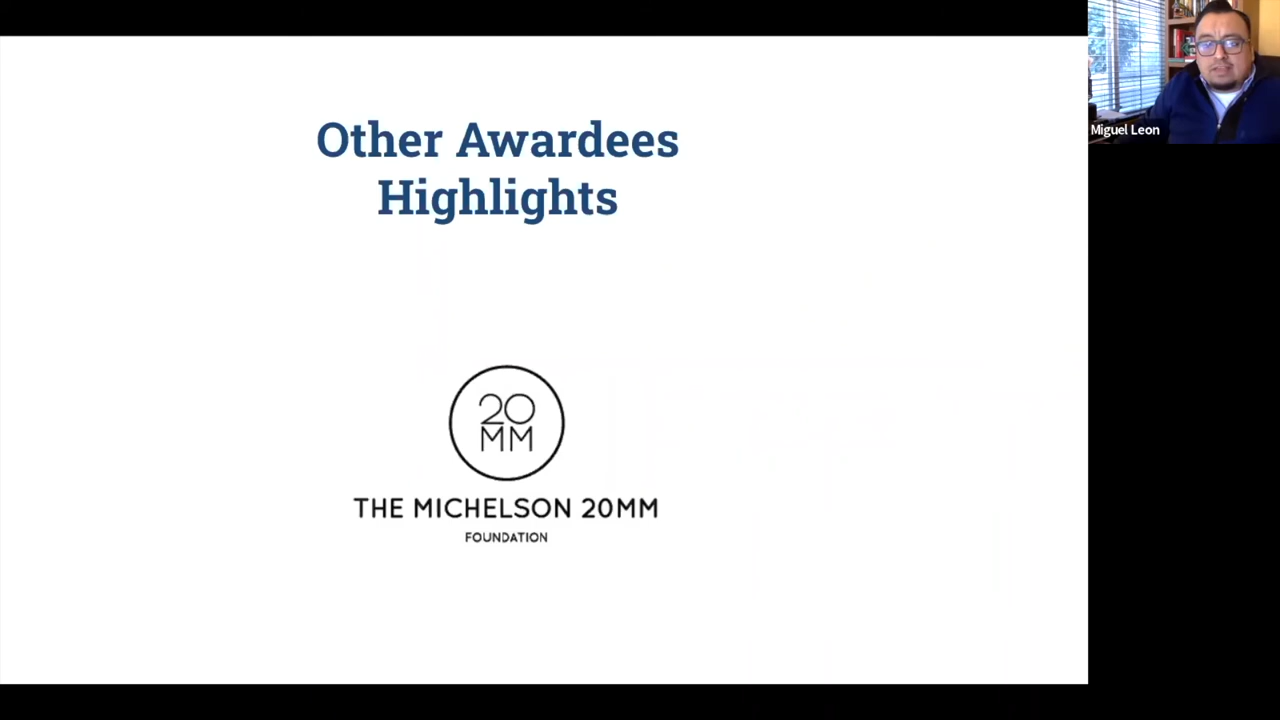 Other Awardees
Highlights
20
MM
THE MICHELSON 20MM
FOUNDATION
Miguel Leon